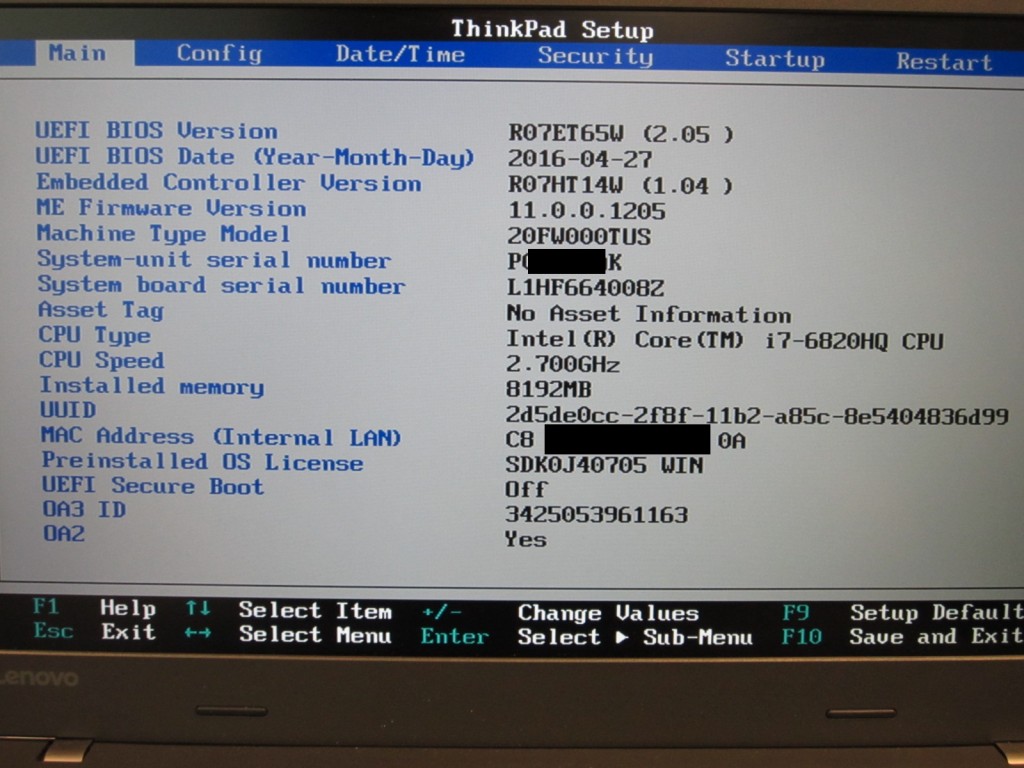 ThinkPad Setup
Main Config Date/Time Security Startup Restart
UEFI BIOS Version R07ET65W (2.05 )
UEFI BIOS Date (Year-Month-Day) 2016-04-27
Embedded Controller Version R07HT14W (1.04 )
ME Firmware Version 11.0.0.1205
Machine Type Model 20FW000TUS
System-unit serial number P K
System board serial number L1HF664008Z
Asset Tag No Asset Information
CPU Type Intel(R) Core(TM) i7-6820HQ CPU
CPU Speed 2.700GHz
Installed memory 8192MB
UUID 2d5de0cc-2f8f-11b2-a85c-8e5404836d99
MAC Address (Internal LAN) C8 0A
Preinstalled OS License SDK0J40705 WIN
UEFI Secure Boot Off
OA3 ID 3425053961163
OA2 Yes
F1 Help ↑↓ Select Item +/- Change Values F9 Setup Default
Esc Exit ←→ Select Menu Enter Select ▶ Sub-Menu F10 Save and Exit
Lenovo